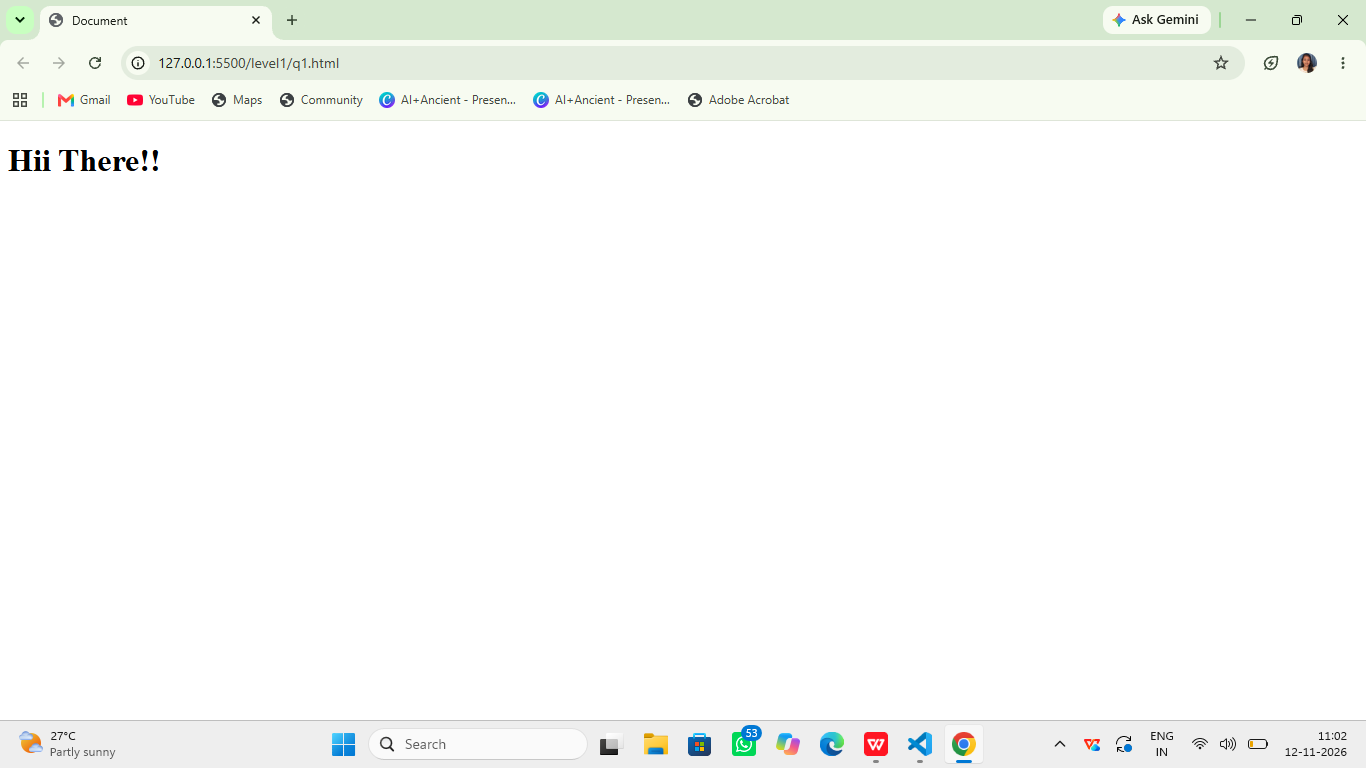 Document
Ask Gemini
127.0.0.1:5500/level1/q1.html
Gmail YouTube Maps Community AI+Ancient - Presen... AI+Ancient - Presen... Adobe Acrobat
Hii There!!
27°C
Partly sunny
Search
53
ENG
IN
11:02
12-11-2026